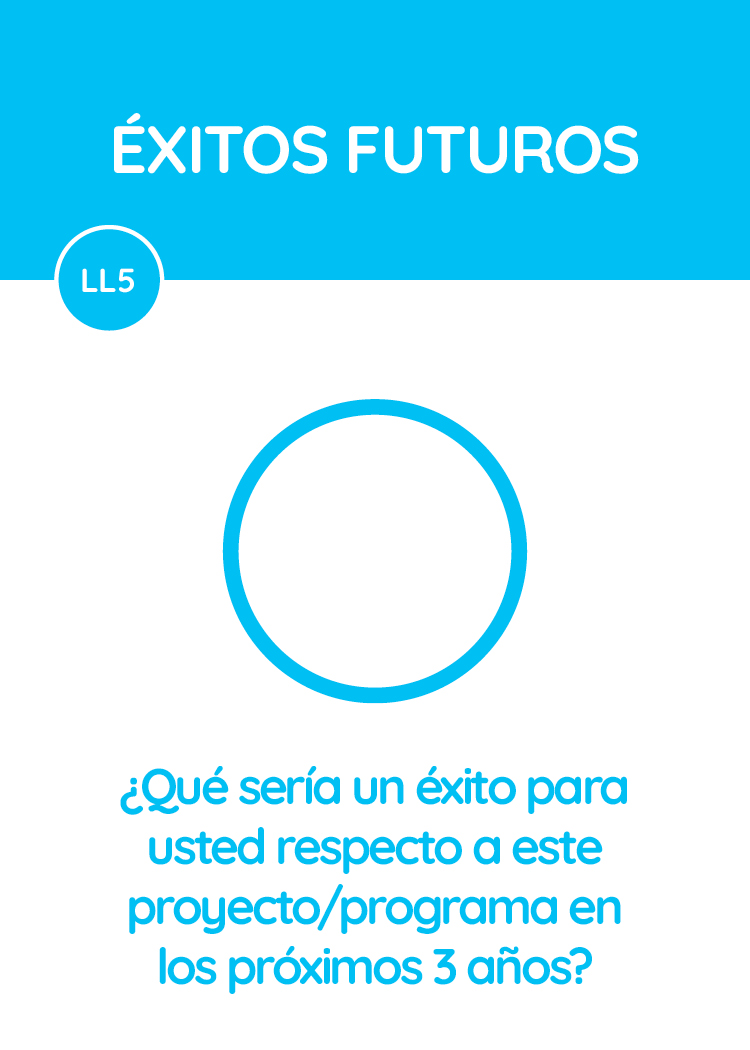 ÉXITOS FUTUROS
LL5
¿Qué sería un éxito para
usted respecto a este
proyecto/programa en
los próximos 3 años?